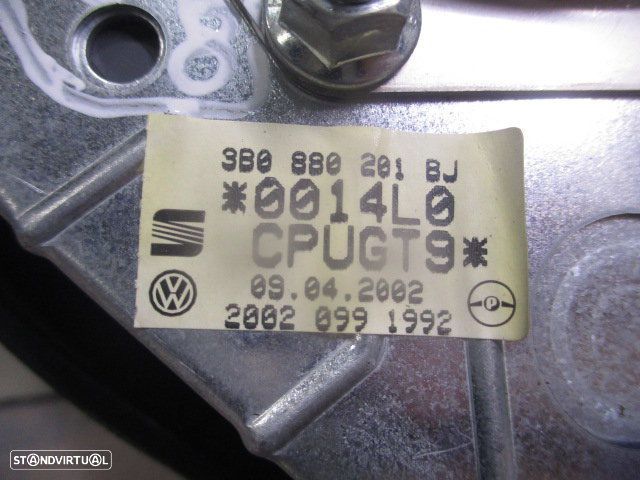 3B0 880 201 BJ
*0014L0
CPUGT9*
09.04.2002
2002 099 1992
STANDVIRTUAL